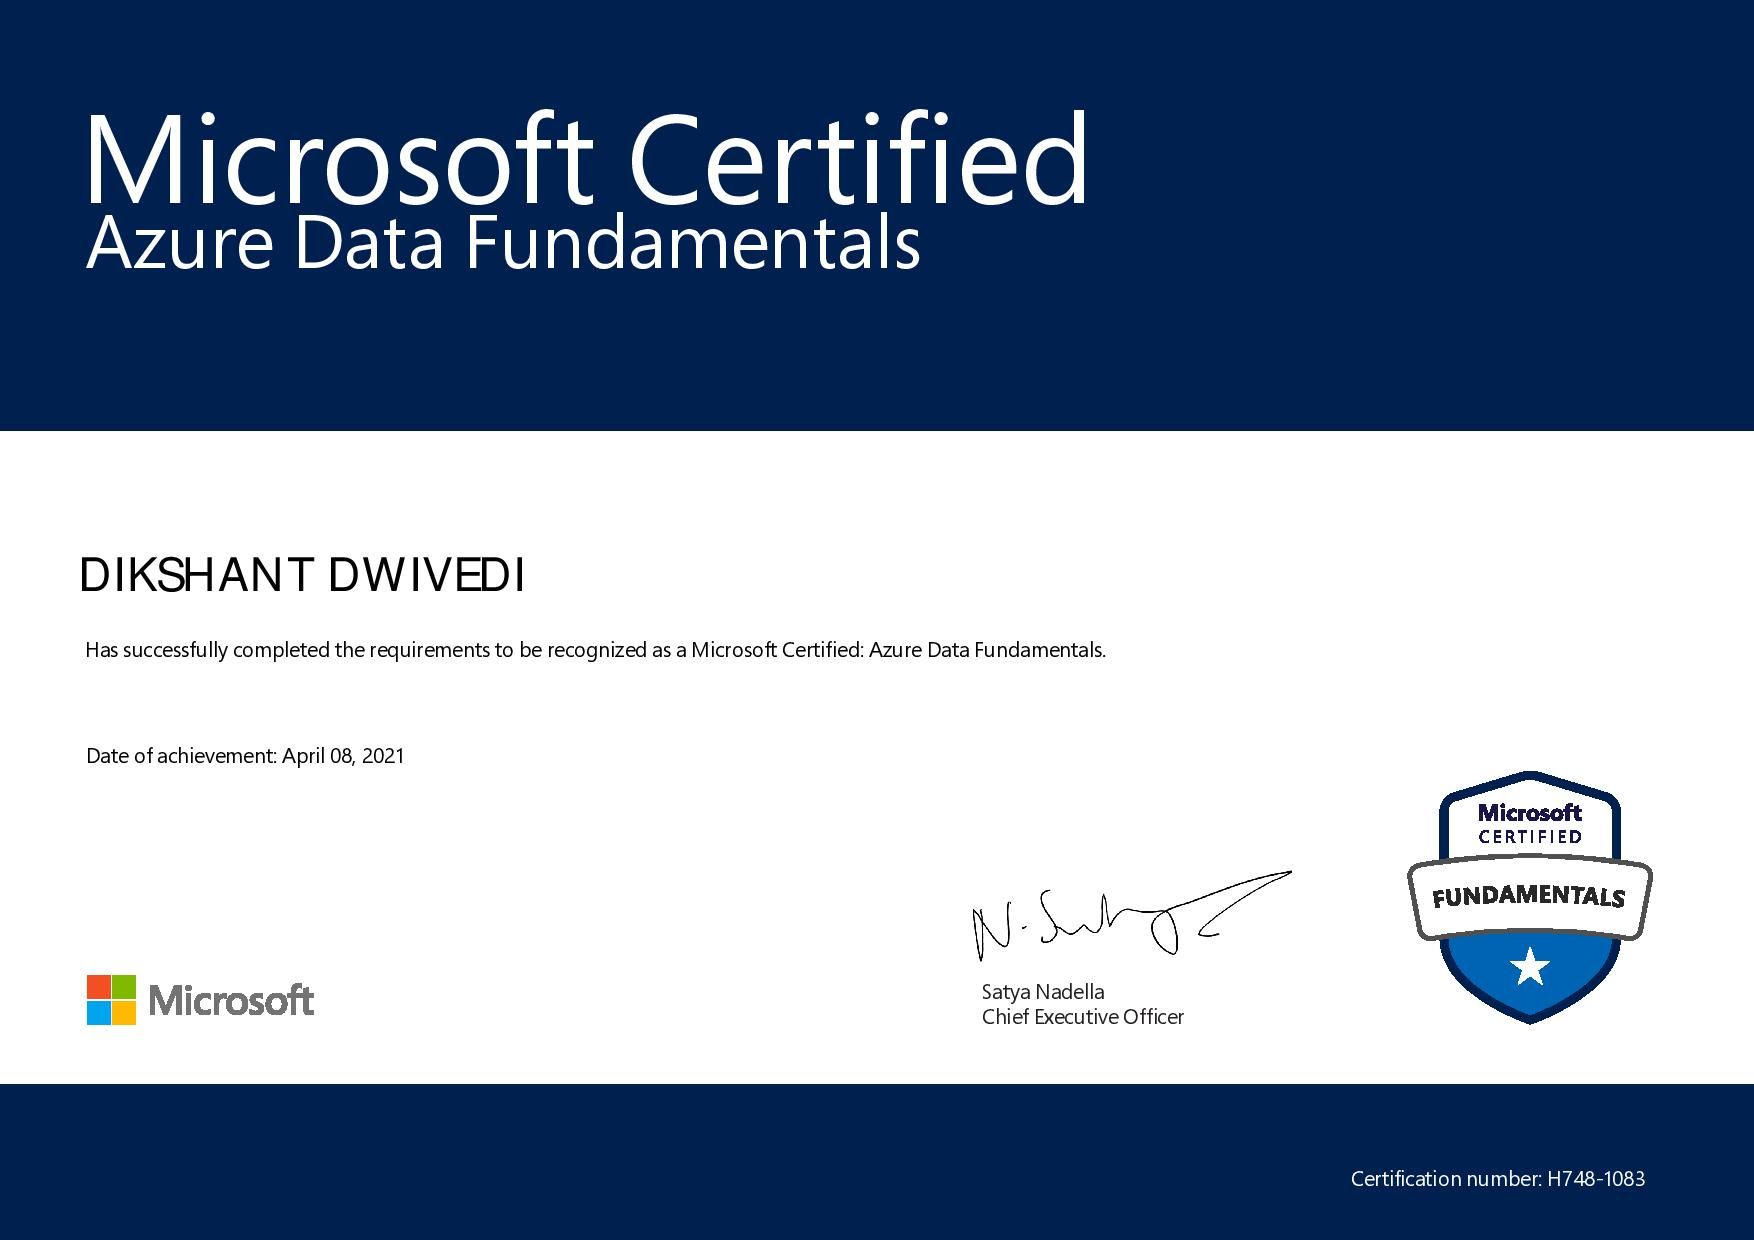 Microsoft Certified
Azure Data Fundamentals
DIKSHANT DWIVEDI
Has successfully completed the requirements to be recognized as a Microsoft Certified: Azure Data Fundamentals.
Date of achievement: April 08, 2021
Microsoft
CERTIFIED
FUNDAMENTALS
Microsoft
Satya Nadella
Chief Executive Officer
Certification number: H748-1083